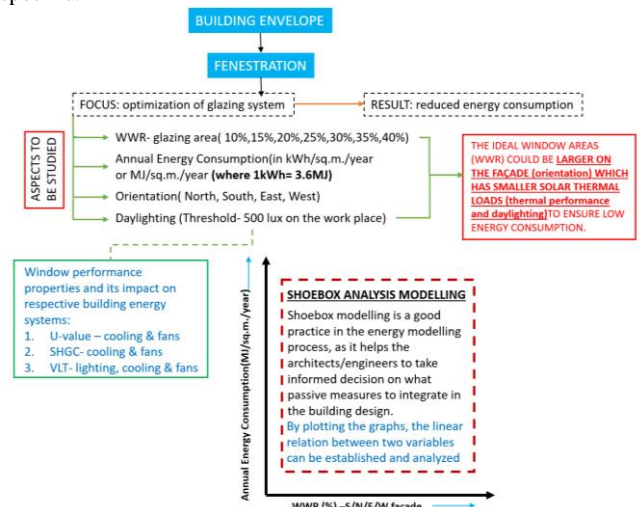 BUILDING ENVELOPE
FENESTRATION
FOCUS: optimization of glazing system
RESULT: reduced energy consumption
ASPECTS TO
BE STUDIED
WWR- glazing area( 10%,15%,20%,25%,30%,35%,40%)
Annual Energy Consumption(in kWh/sq.m./year
or MJ/sq.m./year (where 1kWh= 3.6MJ)
Orientation( North, South, East, West)
Daylighting (Threshold- 500 lux on the work place)
THE IDEAL WINDOW AREAS
(WWR) COULD BE LARGER ON
THE FAÇADE (orientation) WHICH
HAS SMALLER SOLAR THERMAL
LOADS (thermal performance
and daylighting)TO ENSURE LOW
ENERGY CONSUMPTION.
Window performance
properties and its impact on
respective building energy
systems:
1. U-value – cooling & fans
2. SHGC- cooling & fans
3. VLT- lighting, cooling & fans
Annual Energy Consumption(MJ/sq.m./year)
SHOEBOX ANALYSIS MODELLING
Shoebox modelling is a good
practice in the energy modelling
process, as it helps the
architects/engineers to take
informed decision on what
passive measures to integrate in
the building design.
By plotting the graphs, the linear
relation between two variables
can be established and analyzed
WWR (%) –S/N/E/W façade